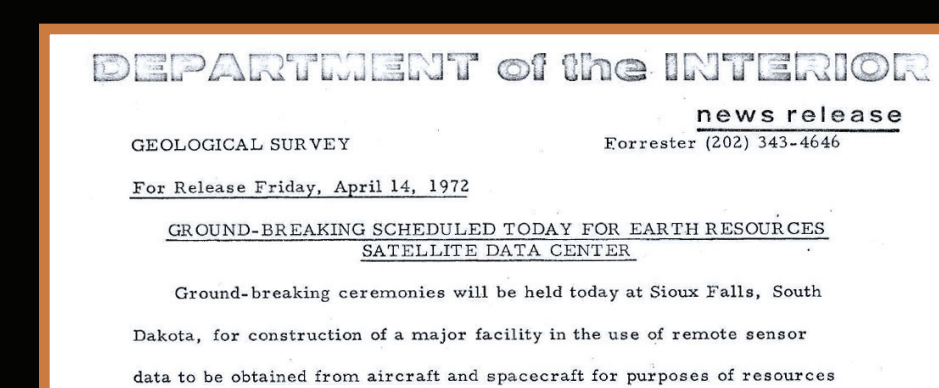 DEPARTMENT of the INTERIOR
news release
GEOLOGICAL SURVEY Forrester (202) 343-4646
For Release Friday, April 14, 1972
GROUND-BREAKING SCHEDULED TODAY FOR EARTH RESOURCES
SATELLITE DATA CENTER
Ground-breaking ceremonies will be held today at Sioux Falls, South
Dakota, for construction of a major facility in the use of remote sensor
data to be obtained from aircraft and spacecraft for purposes of resources